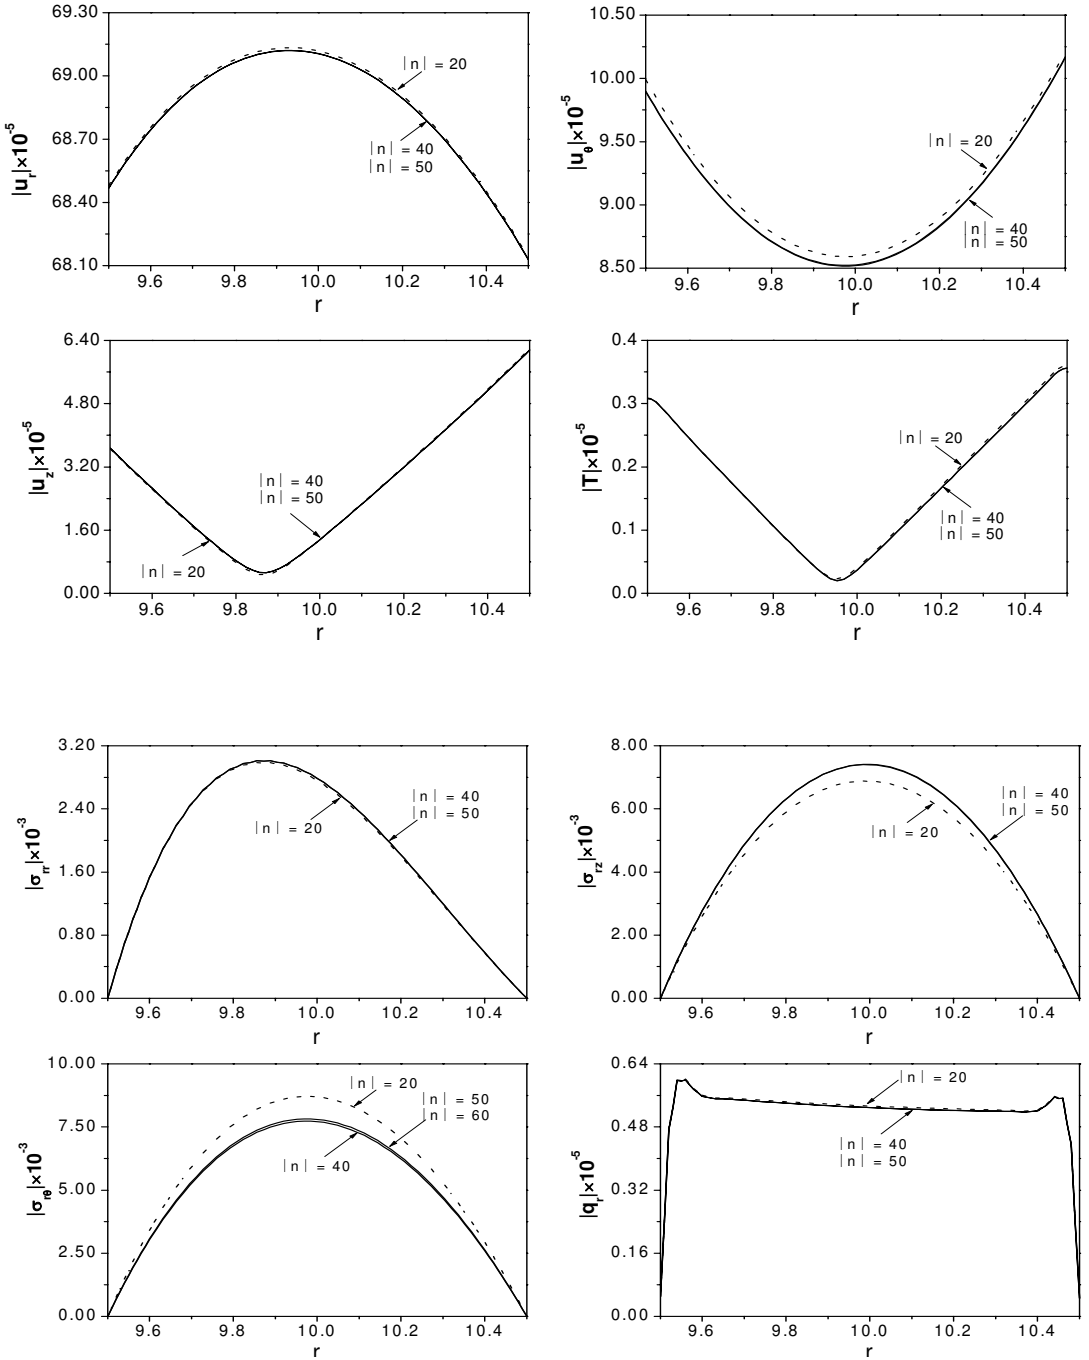 69.30
69.00
68.70
68.40
68.10
|u_r|×10^-5
|n| = 20
|n| = 40
|n| = 50
9.6 9.8 10.0 10.2 10.4
r
10.50
10.00
9.50
9.00
8.50
|u_θ|×10^-5
|n| = 20
|n| = 40
|n| = 50
9.6 9.8 10.0 10.2 10.4
r
6.40
4.80
3.20
1.60
0.00
|u_z|×10^-5
|n| = 40
|n| = 50
|n| = 20
9.6 9.8 10.0 10.2 10.4
r
0.4
0.3
0.2
0.1
0.0
|T|×10^-5
|n| = 20
|n| = 40
|n| = 50
9.6 9.8 10.0 10.2 10.4
r
3.20
2.40
1.60
0.80
0.00
|σ_rr|×10^-3
|n| = 40
|n| = 50
|n| = 20
9.6 9.8 10.0 10.2 10.4
r
8.00
6.00
4.00
2.00
0.00
|σ_rz|×10^-3
|n| = 40
|n| = 50
|n| = 20
9.6 9.8 10.0 10.2 10.4
r
10.00
7.50
5.00
2.50
0.00
|σ_rθ|×10^-3
|n| = 20
|n| = 50
|n| = 60
|n| = 40
9.6 9.8 10.0 10.2 10.4
r
0.64
0.48
0.32
0.16
0.00
|q_r|×10^-5
|n| = 20
|n| = 40
|n| = 50
9.6 9.8 10.0 10.2 10.4
r